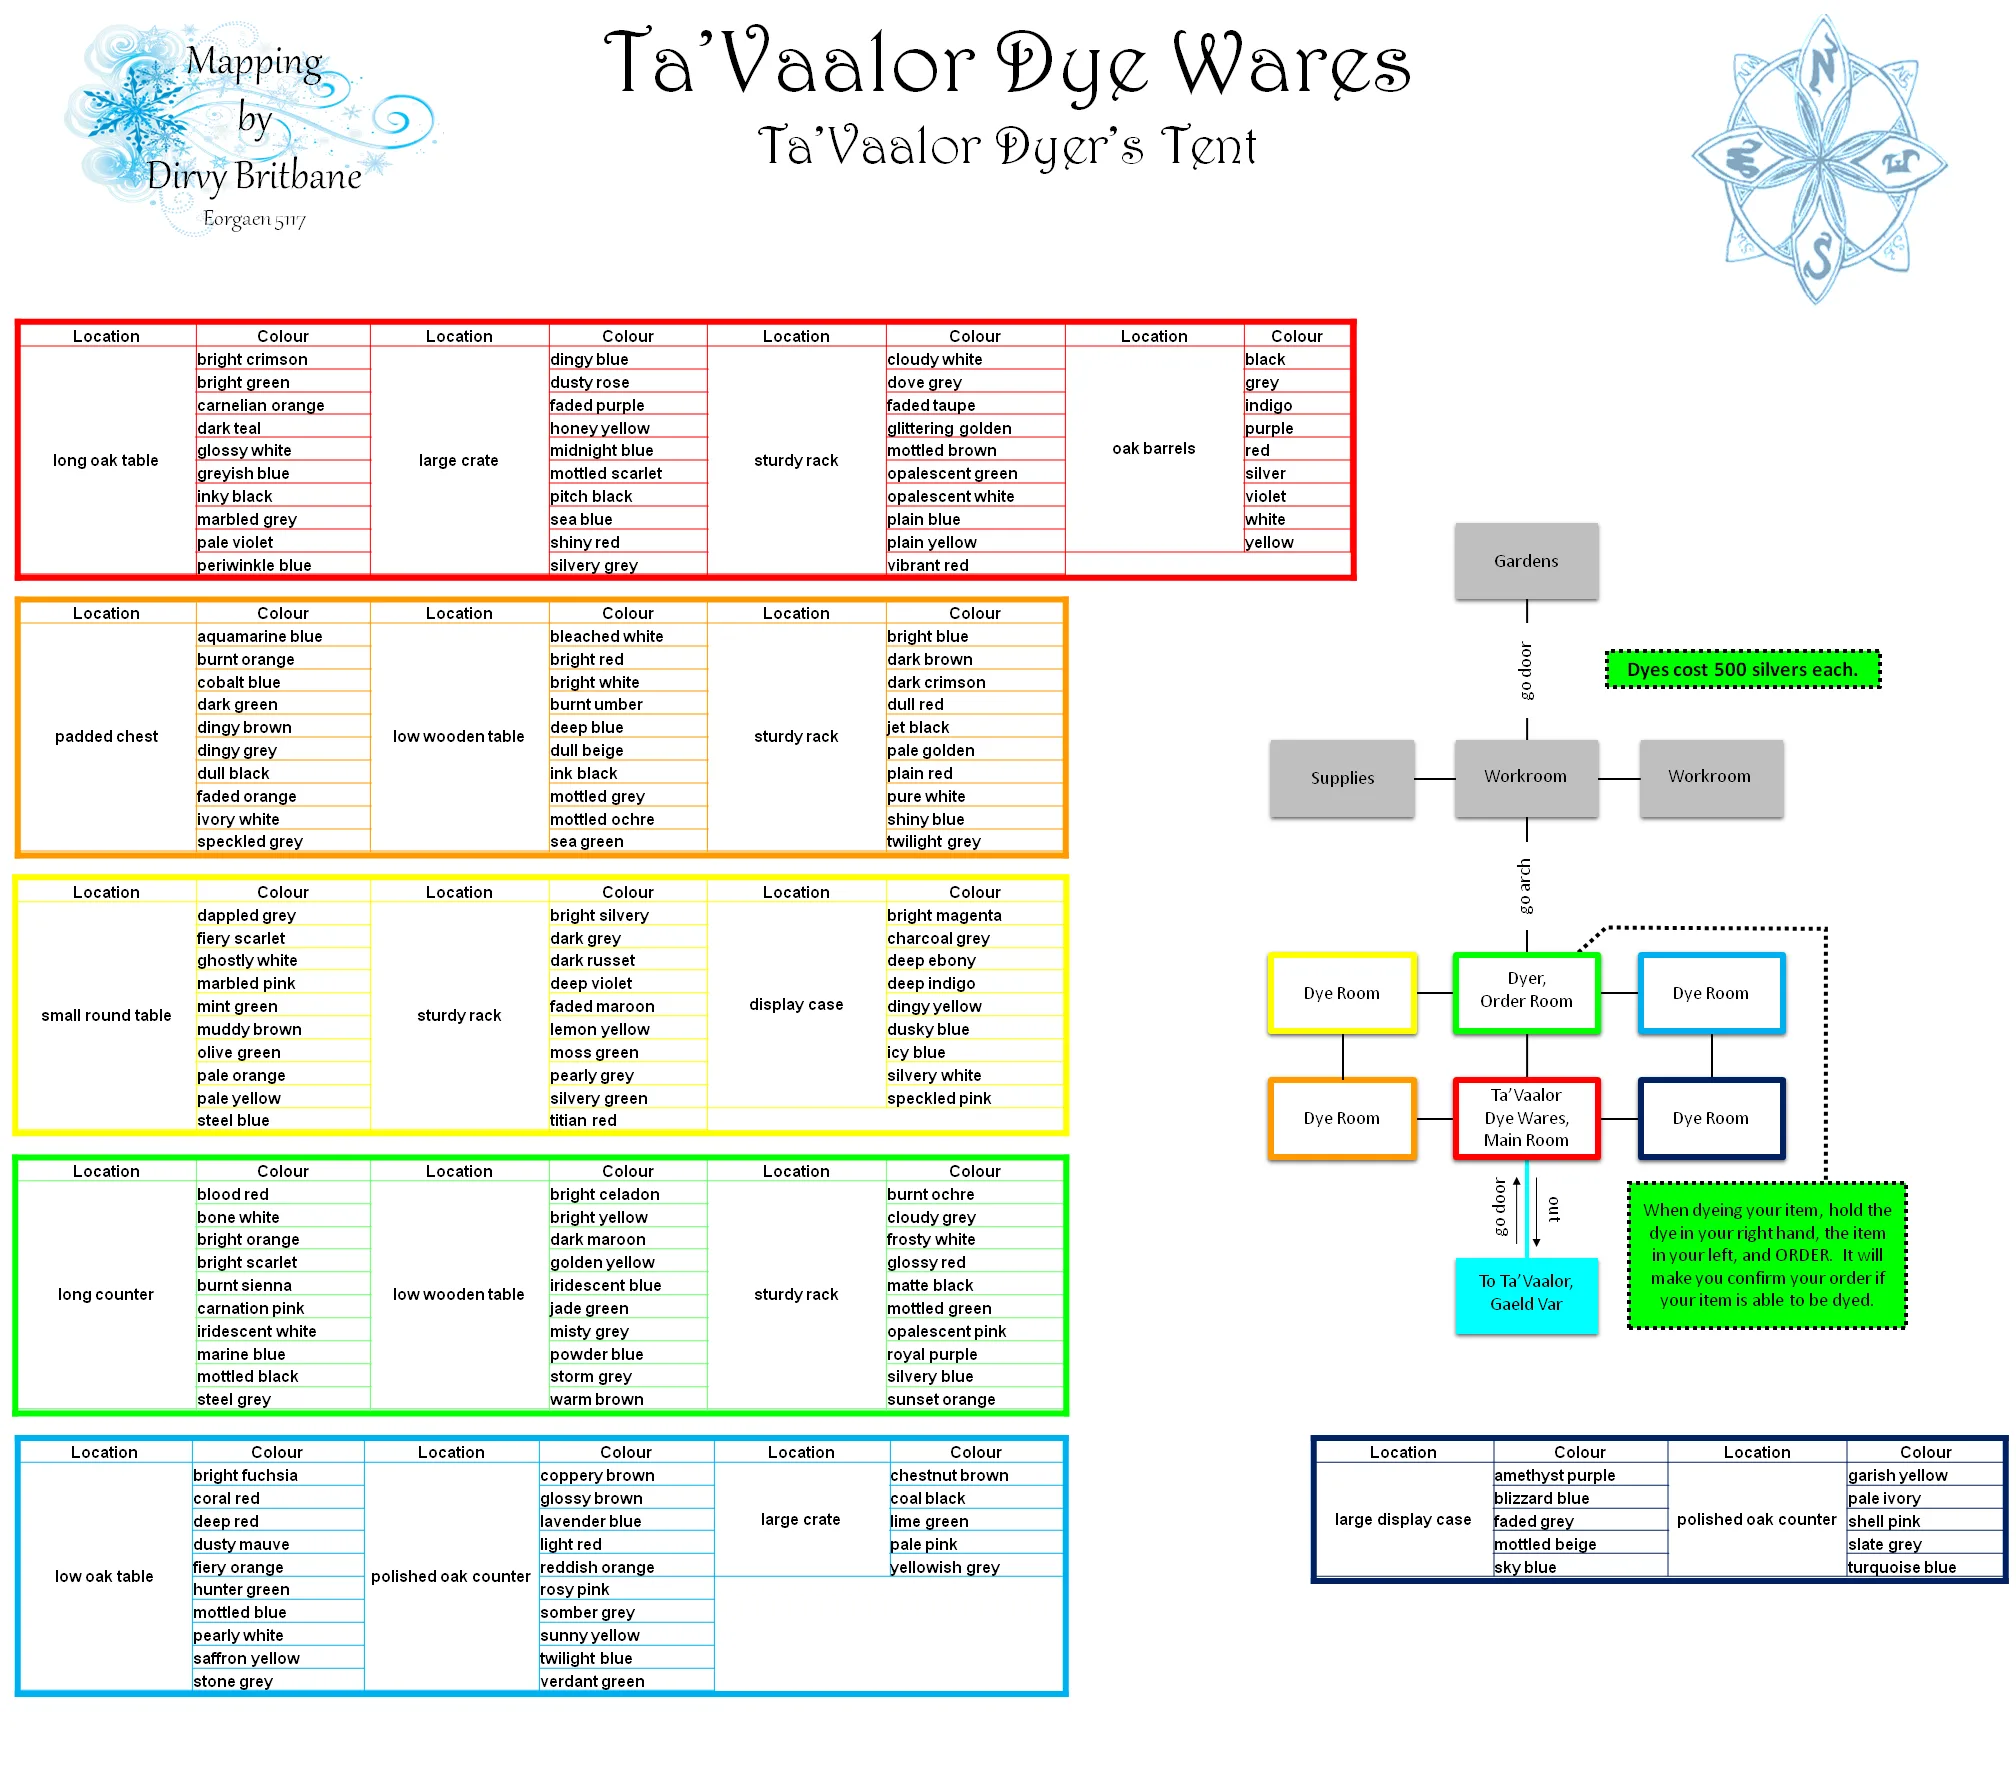 Mapping
by
Dirvy Britbane
Eorgaen 5117
Ta'Vaalor Dye Wares
Ta'Vaalor Dyer's Tent
N
NE
E
SE
S
SW
W
NW
Location Colour Location Colour Location Colour Location Colour
long oak table
bright crimson
bright green
carnelian orange
dark teal
glossy white
greyish blue
inky black
marbled grey
pale violet
periwinkle blue
large crate
dingy blue
dusty rose
faded purple
honey yellow
midnight blue
mottled scarlet
pitch black
sea blue
shiny red
silvery grey
sturdy rack
cloudy white
dove grey
faded taupe
glittering golden
mottled brown
opalescent green
opalescent white
plain blue
plain yellow
vibrant red
oak barrels
black
grey
indigo
purple
red
silver
violet
white
yellow
Location Colour Location Colour Location Colour
padded chest
aquamarine blue
burnt orange
cobalt blue
dark green
dingy brown
dingy grey
dull black
faded orange
ivory white
speckled grey
low wooden table
bleached white
bright red
bright white
burnt umber
deep blue
dull beige
ink black
mottled grey
mottled ochre
sea green
sturdy rack
bright blue
dark brown
dark crimson
dull red
jet black
pale golden
plain red
pure white
shiny blue
twilight grey
Location Colour Location Colour Location Colour
small round table
dappled grey
fiery scarlet
ghostly white
marbled pink
mint green
muddy brown
olive green
pale orange
pale yellow
steel blue
sturdy rack
bright silvery
dark grey
dark russet
deep violet
faded maroon
lemon yellow
moss green
pearly grey
silvery green
titian red
display case
bright magenta
charcoal grey
deep ebony
deep indigo
dingy yellow
dusky blue
icy blue
silvery white
speckled pink
Location Colour Location Colour Location Colour
long counter
blood red
bone white
bright orange
bright scarlet
burnt sienna
carnation pink
iridescent white
marine blue
mottled black
steel grey
low wooden table
bright celadon
bright yellow
dark maroon
golden yellow
iridescent blue
jade green
misty grey
powder blue
storm grey
warm brown
sturdy rack
burnt ochre
cloudy grey
frosty white
glossy red
matte black
mottled green
opalescent pink
royal purple
silvery blue
sunset orange
Location Colour Location Colour Location Colour
low oak table
bright fuchsia
coral red
deep red
dusty mauve
fiery orange
hunter green
mottled blue
pearly white
saffron yellow
stone grey
polished oak counter
coppery brown
glossy brown
lavender blue
light red
reddish orange
rosy pink
somber grey
sunny yellow
twilight blue
verdant green
large crate
chestnut brown
coal black
lime green
pale pink
yellowish grey
Gardens
go door
Dyes cost 500 silvers each.
Supplies
Workroom
Workroom
go arch
Dye Room
Dyer,
Order Room
Dye Room
Dye Room
Ta'Vaalor
Dye Wares,
Main Room
Dye Room
go door
out
To Ta'Vaalor,
Gaeld Var
When dyeing your item, hold the
dye in your right hand, the item
in your left, and ORDER. It will
make you confirm your order if
your item is able to be dyed.
Location Colour Location Colour
large display case
amethyst purple
blizzard blue
faded grey
mottled beige
sky blue
polished oak counter
garish yellow
pale ivory
shell pink
slate grey
turquoise blue